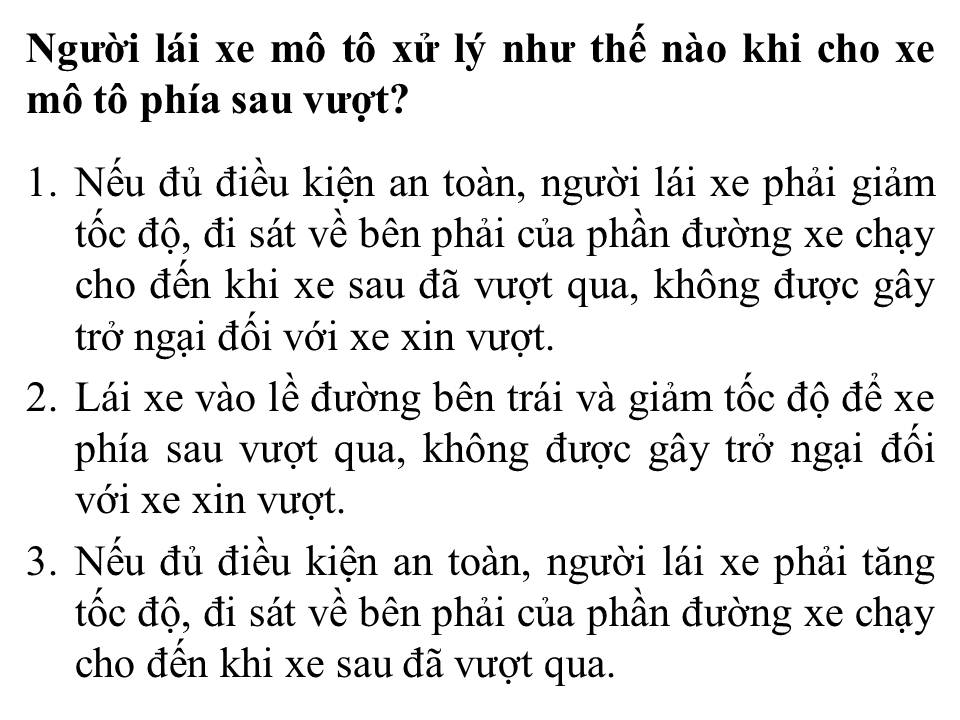 Người lái xe mô tô xử lý như thế nào khi cho xe
mô tô phía sau vượt?
1. Nếu đủ điều kiện an toàn, người lái xe phải giảm
tốc độ, đi sát về bên phải của phần đường xe chạy
cho đến khi xe sau đã vượt qua, không được gây
trở ngại đối với xe xin vượt.
2. Lái xe vào lề đường bên trái và giảm tốc độ để xe
phía sau vượt qua, không được gây trở ngại đối
với xe xin vượt.
3. Nếu đủ điều kiện an toàn, người lái xe phải tăng
tốc độ, đi sát về bên phải của phần đường xe chạy
cho đến khi xe sau đã vượt qua.